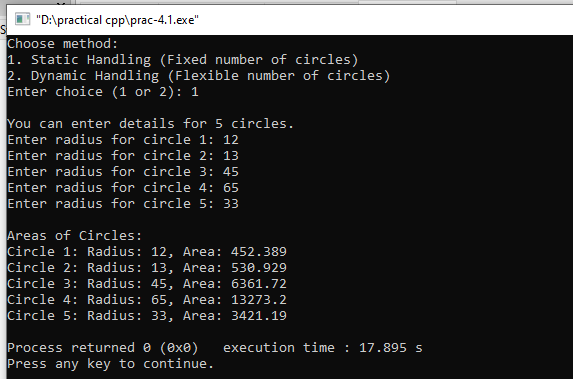 "D:\practical cpp\prac-4.1.exe"
Choose method:
1. Static Handling (Fixed number of circles)
2. Dynamic Handling (Flexible number of circles)
Enter choice (1 or 2): 1

You can enter details for 5 circles.
Enter radius for circle 1: 12
Enter radius for circle 2: 13
Enter radius for circle 3: 45
Enter radius for circle 4: 65
Enter radius for circle 5: 33

Areas of Circles:
Circle 1: Radius: 12, Area: 452.389
Circle 2: Radius: 13, Area: 530.929
Circle 3: Radius: 45, Area: 6361.72
Circle 4: Radius: 65, Area: 13273.2
Circle 5: Radius: 33, Area: 3421.19

Process returned 0 (0x0)   execution time : 17.895 s
Press any key to continue.